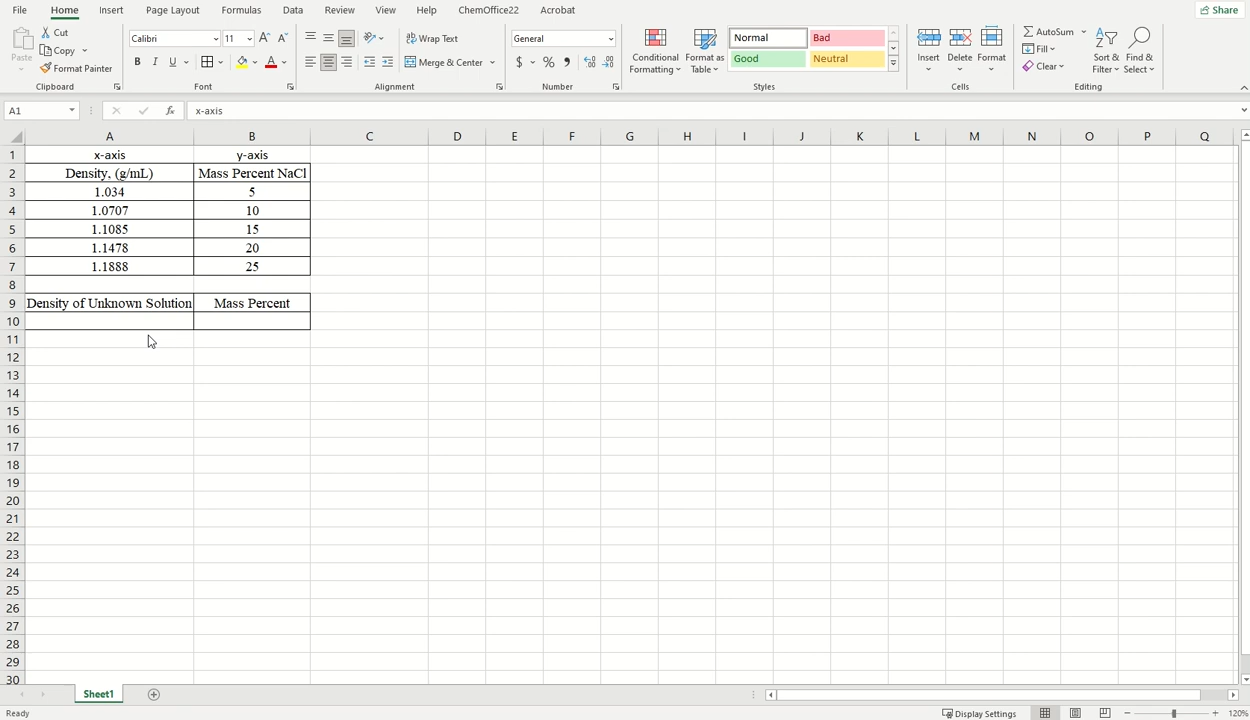 File Home Insert Page Layout Formulas Data Review View Help ChemOffice22 Acrobat Share
Paste
Cut
Copy
Format Painter
Clipboard
Calibri 11
B I U
Font
Wrap Text
Merge & Center
Alignment
General
$ %
Number
Conditional
Formatting
Format as
Table
Normal Bad
Good Neutral
Styles
Insert Delete Format
Cells
AutoSum
Fill
Clear
Sort &
Filter
Find &
Select
Editing
A1 fx x-axis
A B C D E F G H I J K L M N O P Q
1 x-axis y-axis
2 Density, (g/mL) Mass Percent NaCl
3 1.034 5
4 1.0707 10
5 1.1085 15
6 1.1478 20
7 1.1888 25
8
9 Density of Unknown Solution Mass Percent
10
11
12
13
14
15
16
17
18
19
20
21
22
23
24
25
26
27
28
29
30
Sheet1
Ready Display Settings 120%